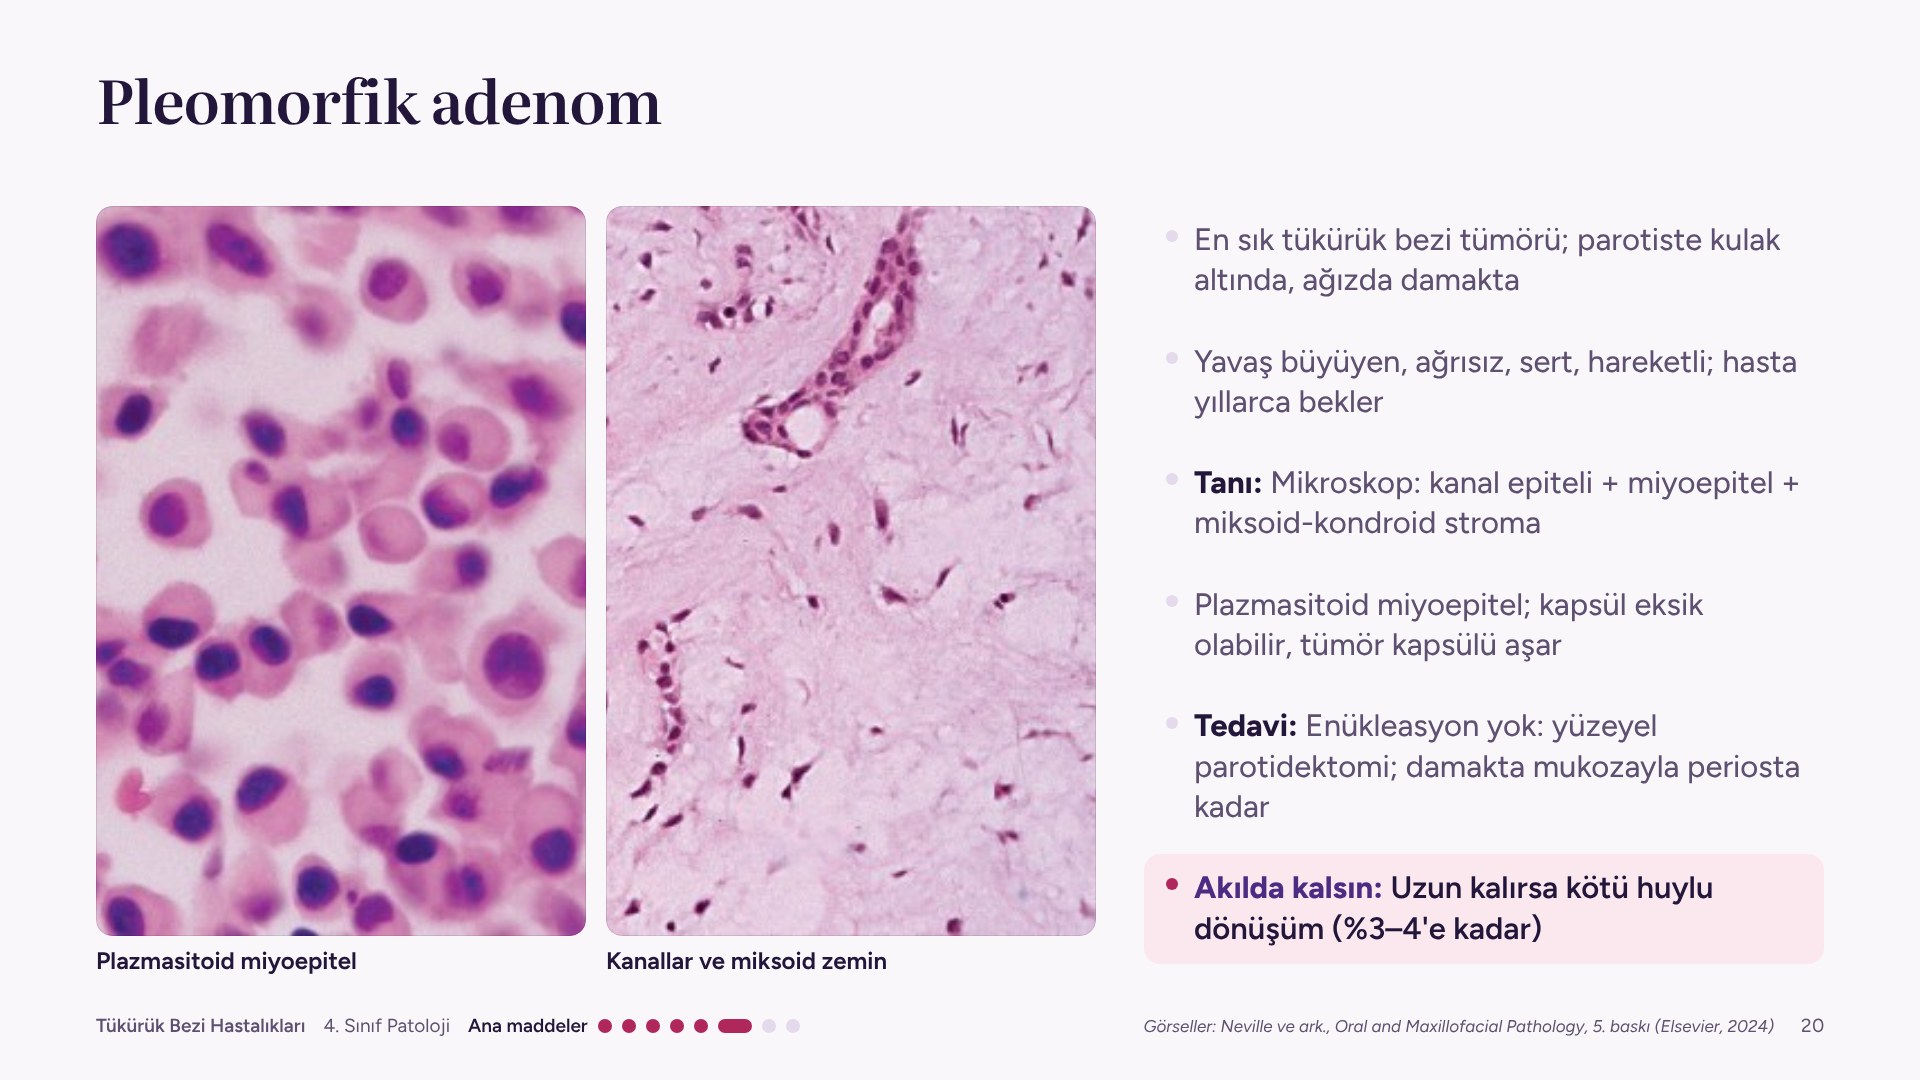 Pleomorfik adenom
En sık tükürük bezi tümörü; parotiste kulak
altında, ağızda damakta
Yavaş büyüyen, ağrısız, sert, hareketli; hasta
yıllarca bekler
Tanı: Mikroskop: kanal epiteli + miyoepitel +
miksoid-kondroid stroma
Plazmasitoid miyoepitel; kapsül eksik
olabilir, tümör kapsülü aşar
Tedavi: Enükleasyon yok: yüzeyel
parotidektomi; damakta mukozayla periosta
kadar
Akılda kalsın: Uzun kalırsa kötü huylu
dönüşüm (%3–4'e kadar)
Plazmasitoid miyoepitel
Kanallar ve miksoid zemin
Tükürük Bezi Hastalıkları 4. Sınıf Patoloji Ana maddeler
Görseller: Neville ve ark., Oral and Maxillofacial Pathology, 5. baskı (Elsevier, 2024) 20